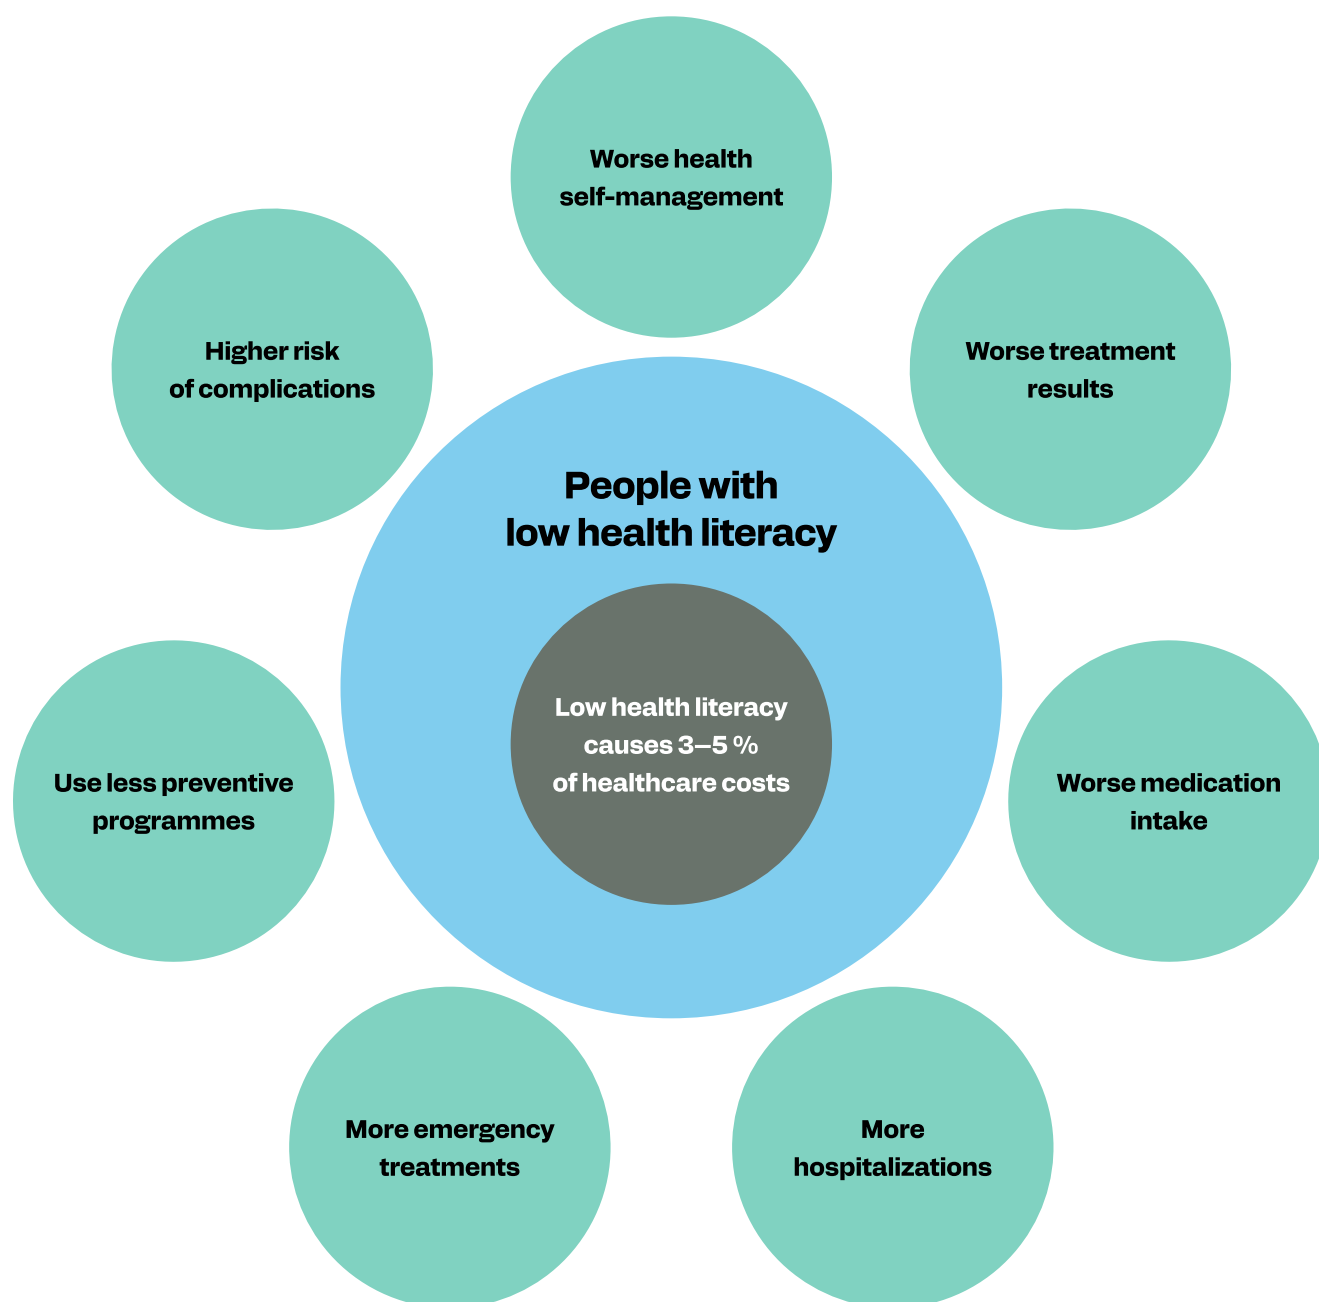 Worse health
self-management
Higher risk
of complications
Worse treatment
results
People with
low health literacy
Low health literacy
causes 3–5 %
of healthcare costs
Use less preventive
programmes
Worse medication
intake
More emergency
treatments
More
hospitalizations